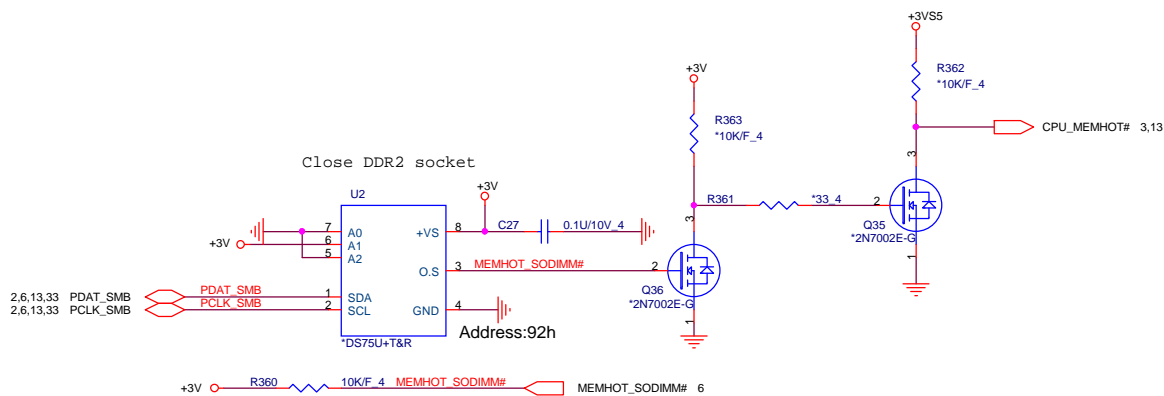 +3VS5
R362
*10K/F_4
CPU_MEMHOT# 3,13
+3V
R363
*10K/F_4
3
R361
*33_4
2
Q35
*2N7002E-G
1
Close DDR2 socket
U2
+3V
7 A0
+3V 6 A1
5 A2
+VS 8
C27 0.1U/10V_4
O.S 3 MEMHOT_SODIMM#
3
2
Q36
*2N7002E-G
1
2,6,13,33 PDAT_SMB PDAT_SMB 1 SDA
2,6,13,33 PCLK_SMB PCLK_SMB 2 SCL
GND 4
Address:92h
*DS75U+T&R
+3V R360 10K/F_4 MEMHOT_SODIMM# MEMHOT_SODIMM# 6